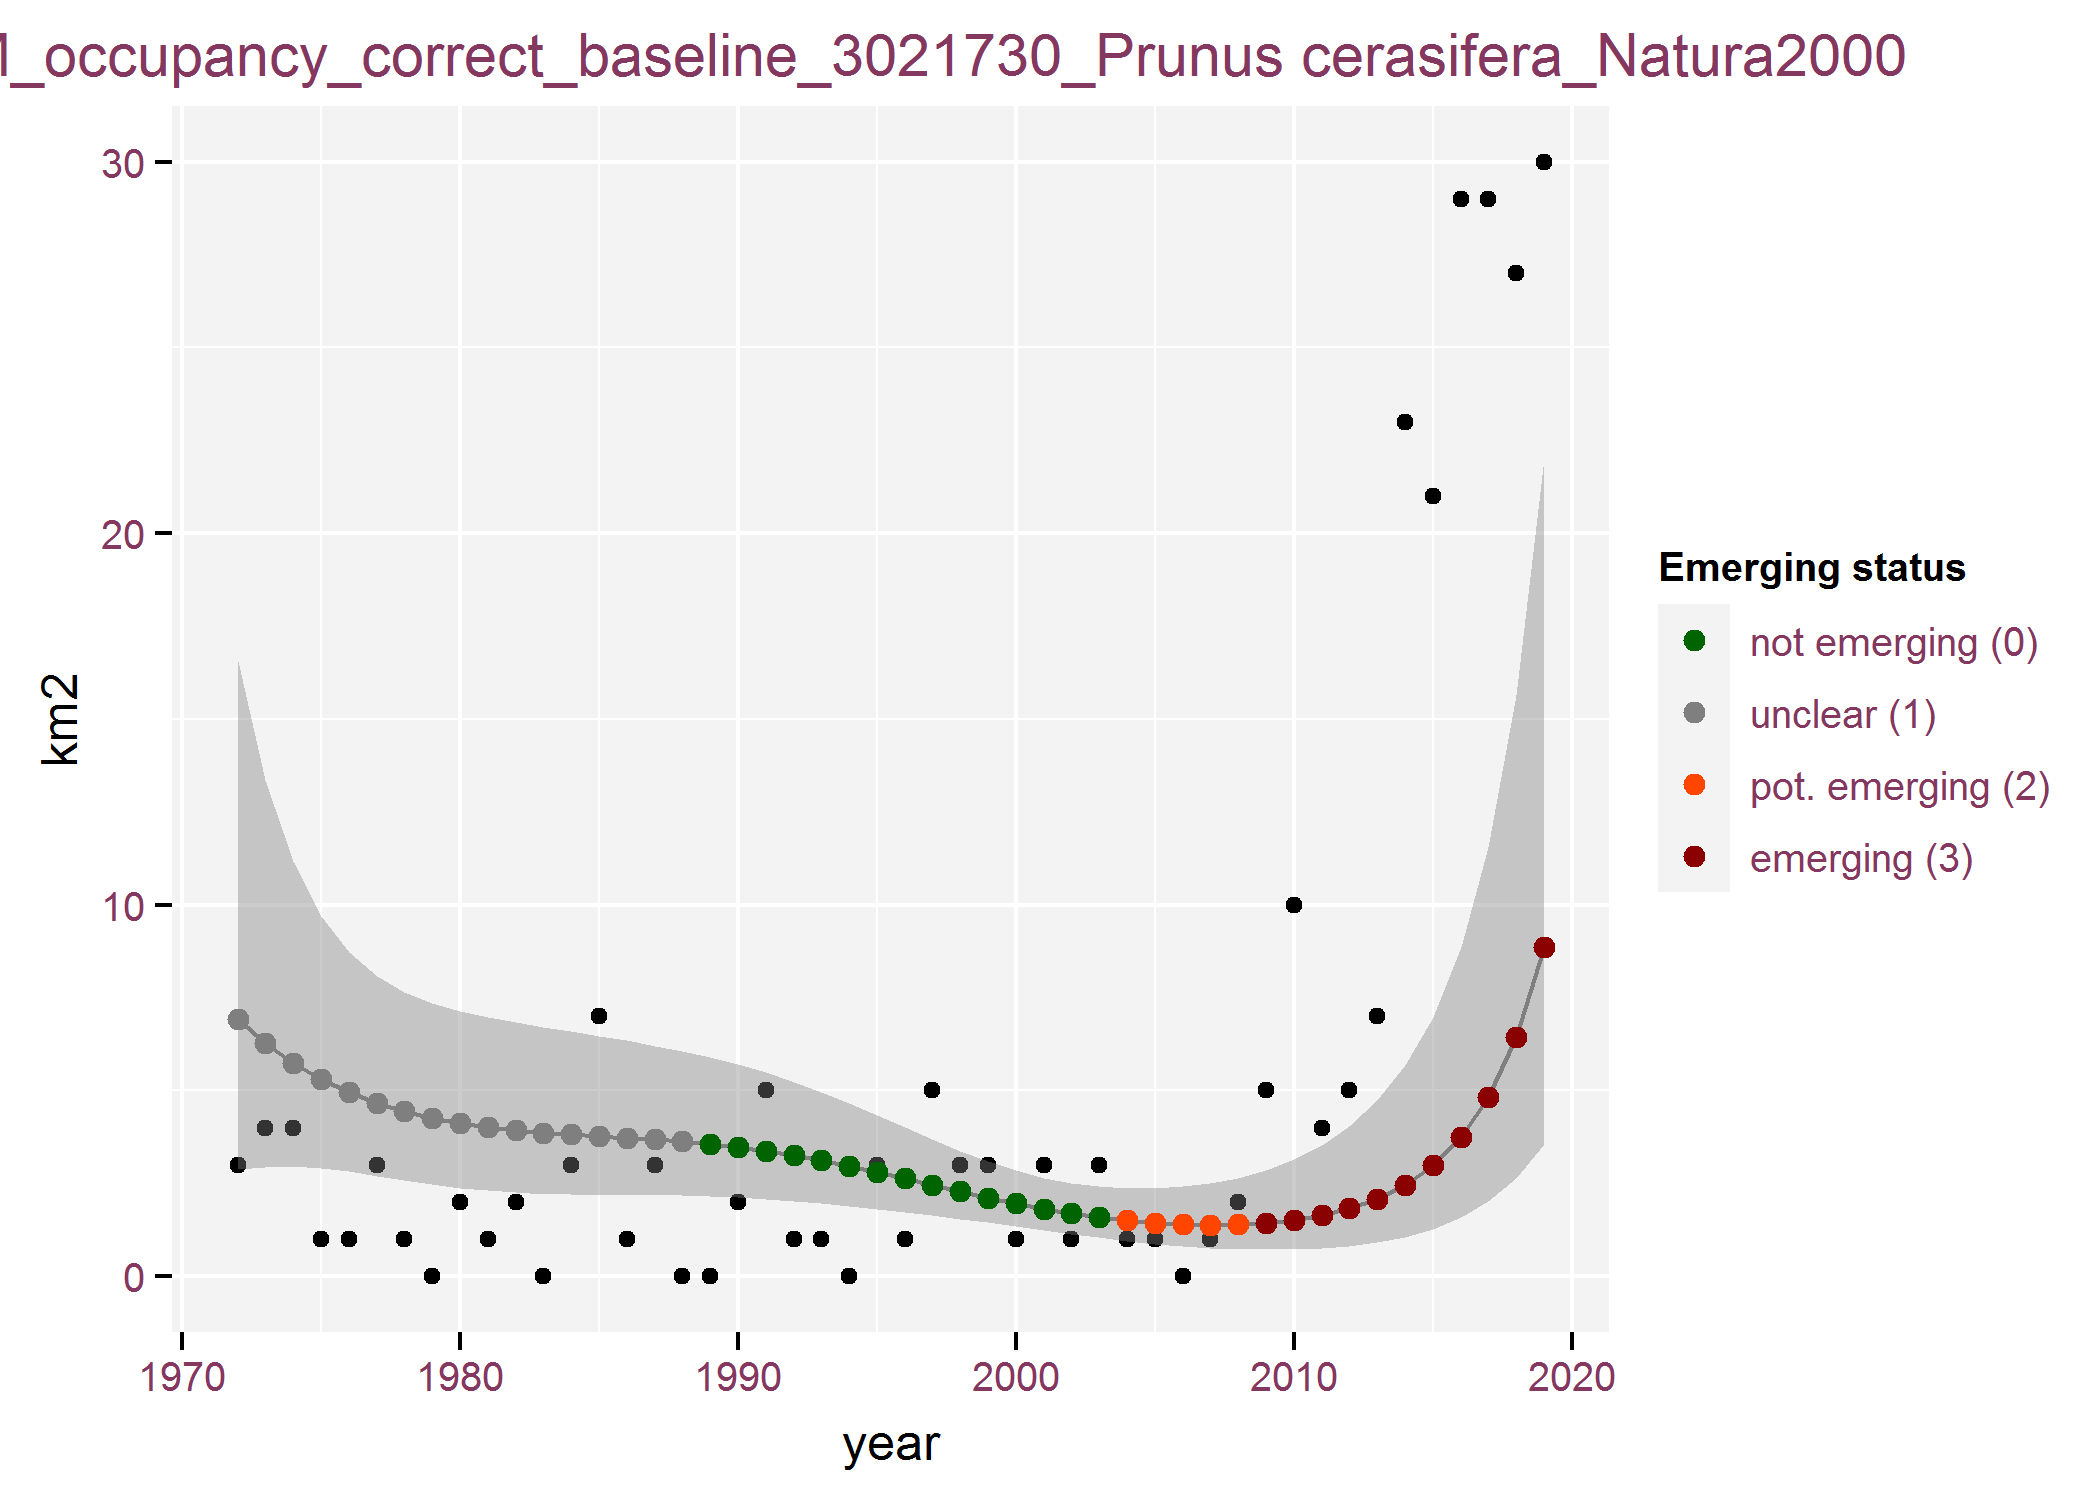 _occupancy_correct_baseline_3021730_Prunus cerasifera_Natura2000
30
20
10
0
km2
1970 1980 1990 2000 2010 2020
year
Emerging status
not emerging (0)
unclear (1)
pot. emerging (2)
emerging (3)